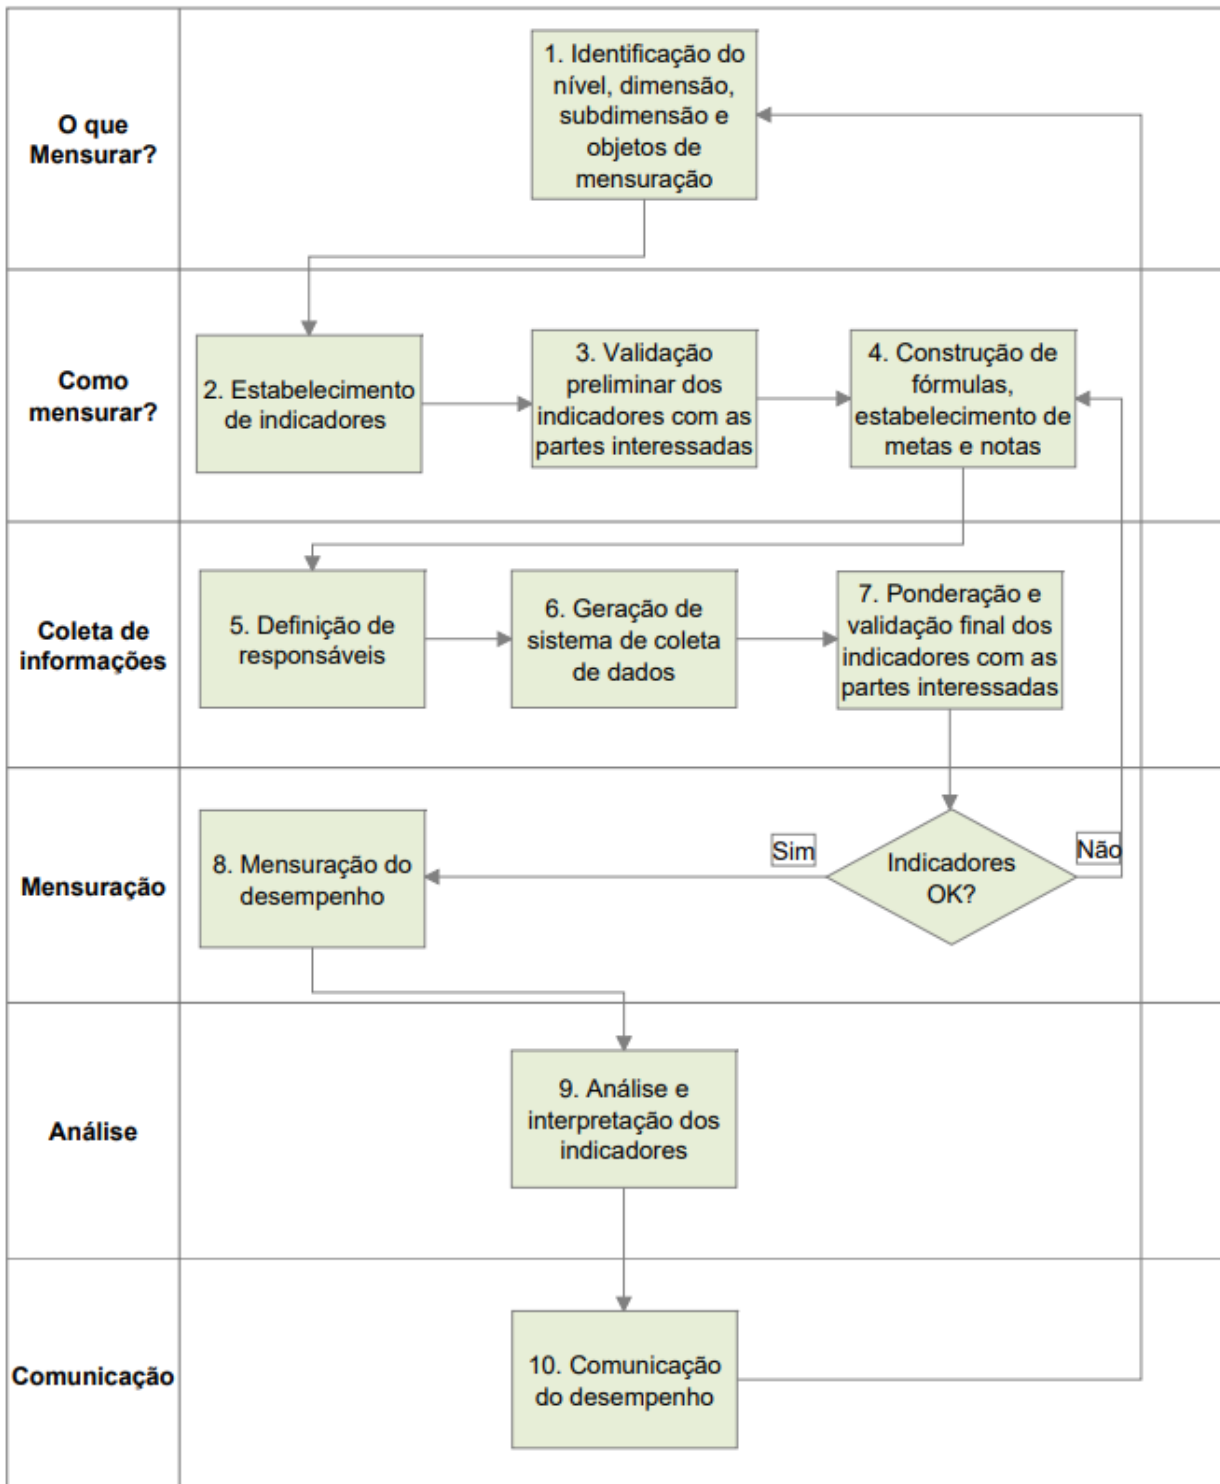 O que
Mensurar?
1. Identificação do
nível, dimensão,
subdimensão e
objetos de
mensuração
Como
mensurar?
2. Estabelecimento
de indicadores
3. Validação
preliminar dos
indicadores com as
partes interessadas
4. Construção de
fórmulas,
estabelecimento de
metas e notas
Coleta de
informações
5. Definição de
responsáveis
6. Geração de
sistema de coleta
de dados
7. Ponderação e
validação final dos
indicadores com as
partes interessadas
Mensuração
8. Mensuração do
desempenho
Sim
Indicadores
OK?
Não
Análise
9. Análise e
interpretação dos
indicadores
Comunicação
10. Comunicação
do desempenho